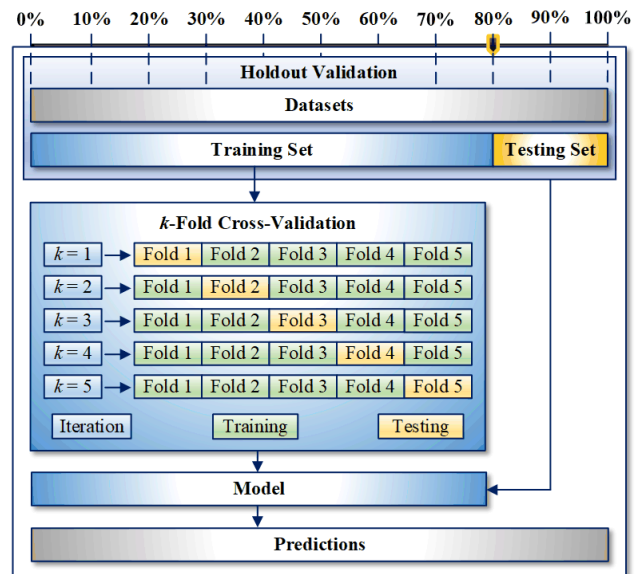 0% 10% 20% 30% 40% 50% 60% 70% 80% 90% 100%
Holdout Validation
Datasets
Training Set Testing Set
k-Fold Cross-Validation
k = 1 Fold 1 Fold 2 Fold 3 Fold 4 Fold 5
k = 2 Fold 1 Fold 2 Fold 3 Fold 4 Fold 5
k = 3 Fold 1 Fold 2 Fold 3 Fold 4 Fold 5
k = 4 Fold 1 Fold 2 Fold 3 Fold 4 Fold 5
k = 5 Fold 1 Fold 2 Fold 3 Fold 4 Fold 5
Iteration Training Testing
Model
Predictions